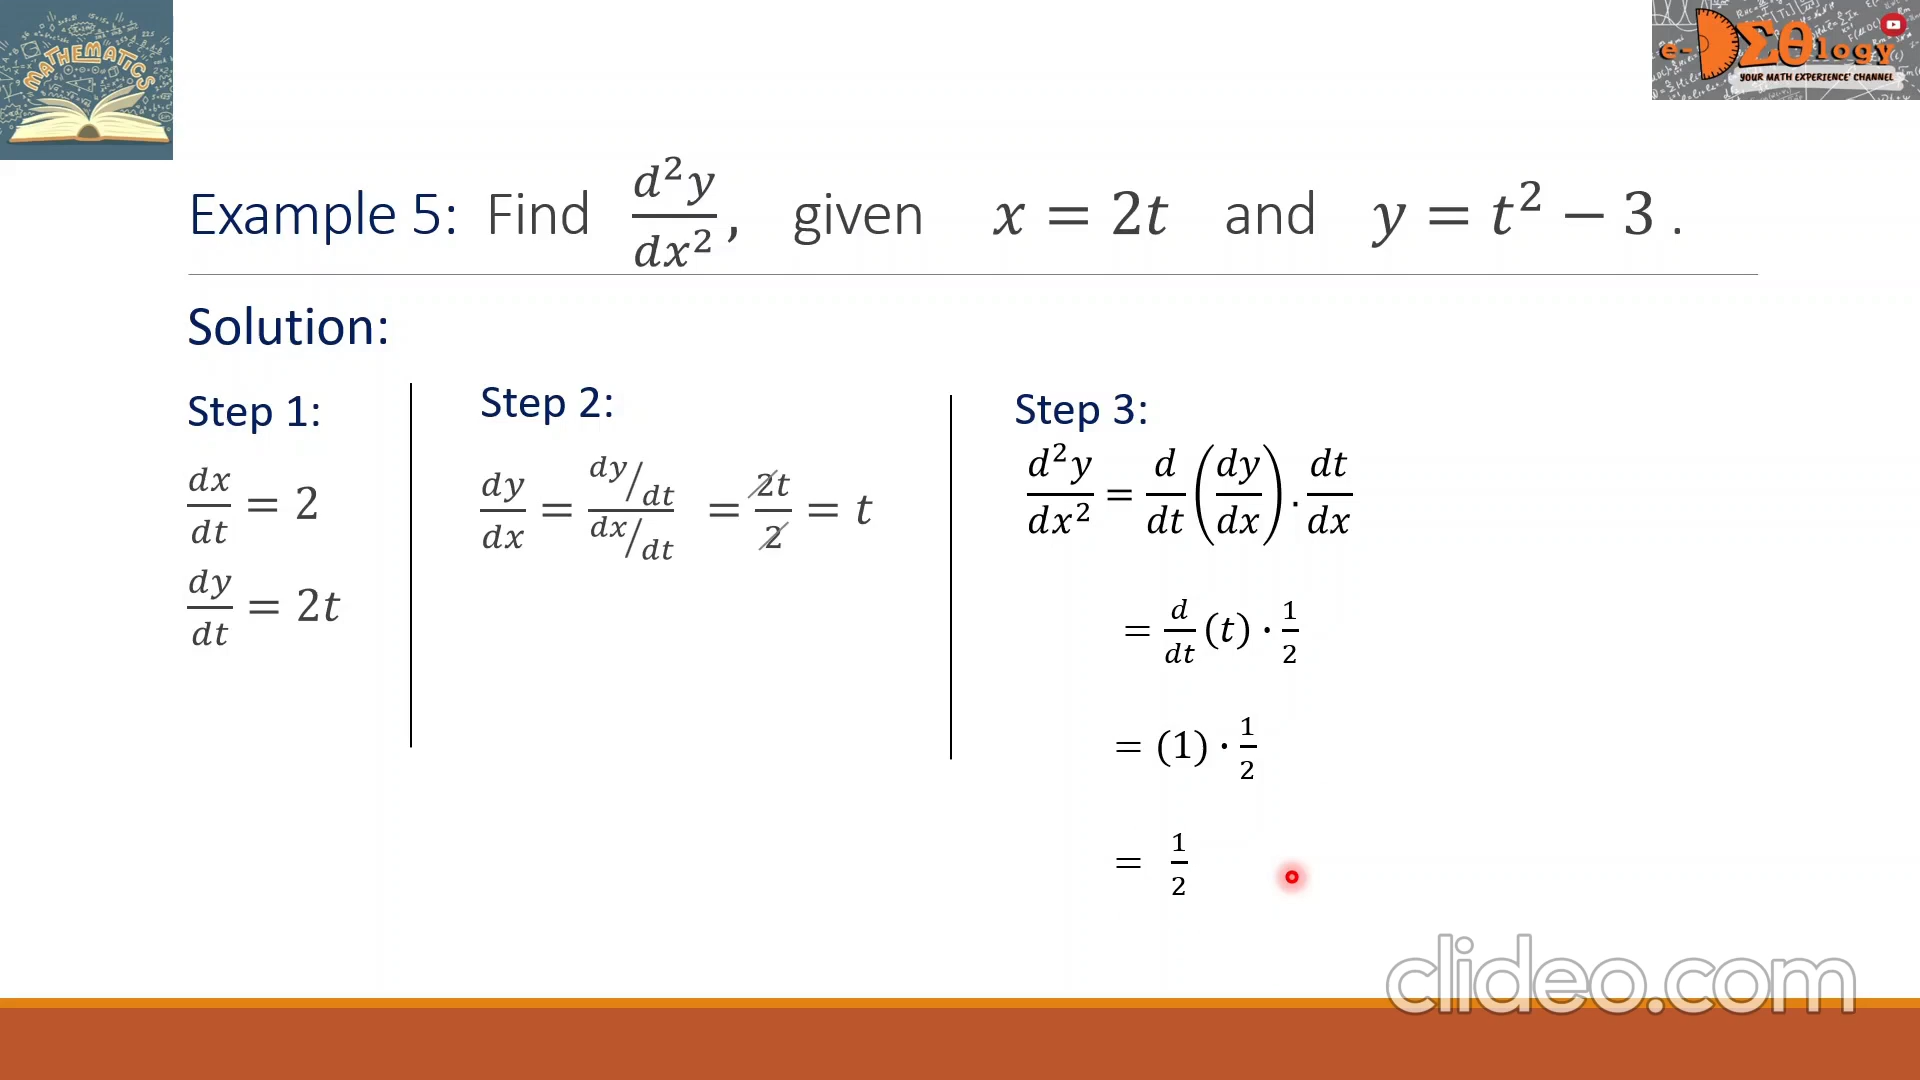 MATHEMATICS
e-DΣθlogy
YOUR MATH EXPERIENCE' CHANNEL
Example 5: Find d²y/dx², given x = 2t and y = t² − 3 .
Solution:
Step 1:
dx/dt = 2
dy/dt = 2t
Step 2:
dy/dx = (dy/dt)/(dx/dt) = 2t/2 = t
Step 3:
d²y/dx² = d/dt (dy/dx) . dt/dx
= d/dt (t) · 1/2
= (1) · 1/2
= 1/2
clideo.com